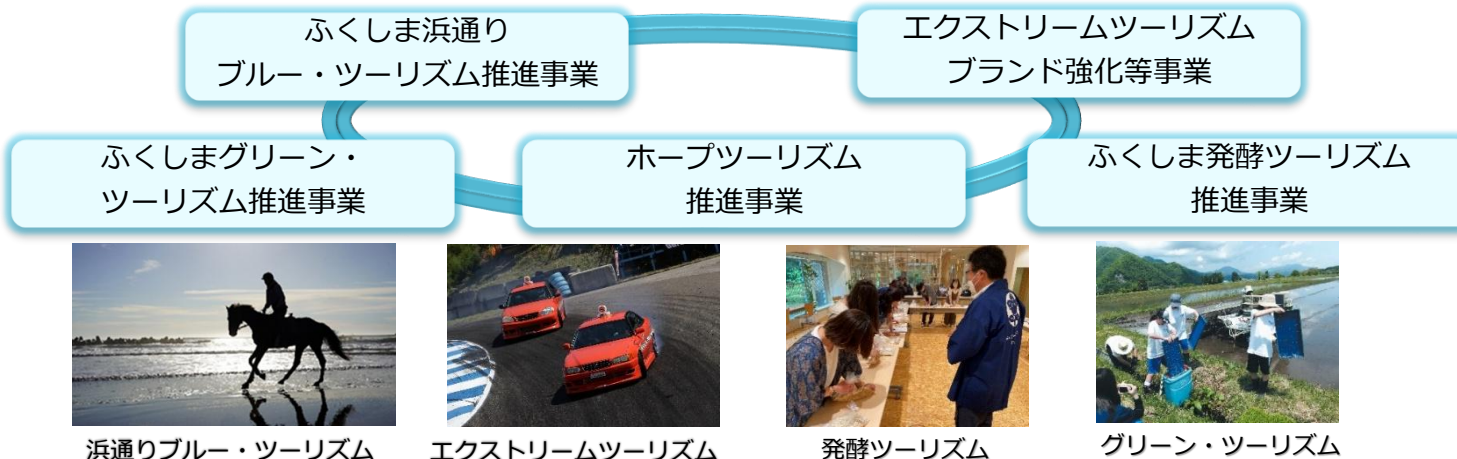 ふくしま浜通り
ブルー・ツーリズム推進事業
エクストリームツーリズム
ブランド強化等事業
ふくしまグリーン・
ツーリズム推進事業
ホープツーリズム
推進事業
ふくしま発酵ツーリズム
推進事業
浜通りブルー・ツーリズム
エクストリームツーリズム
発酵ツーリズム
グリーン・ツーリズム